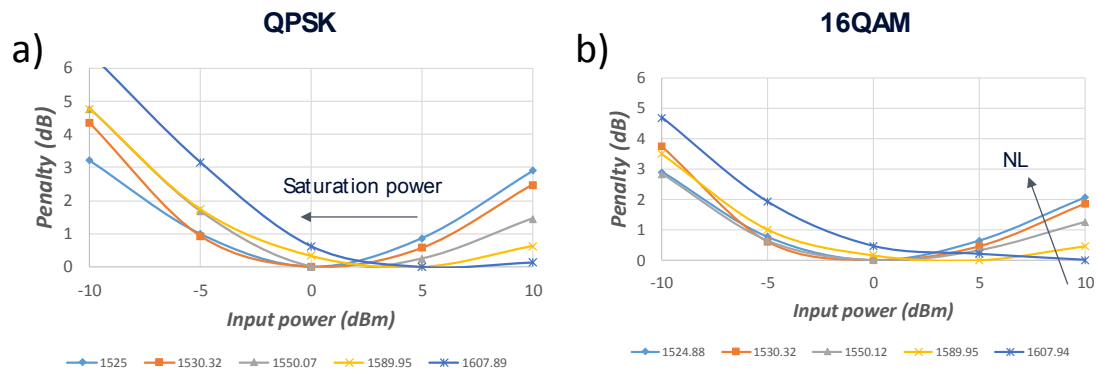 QPSK
a)
Penalty (dB)
6
5
4
3
2
1
0
Saturation power
-10 -5 0 5 10
Input power (dBm)
1525 1530.32 1550.07 1589.95 1607.89
16QAM
b)
Penalty (dB)
6
5
4
3
2
1
0
NL
-10 -5 0 5 10
Input power (dBm)
1524.88 1530.32 1550.12 1589.95 1607.94